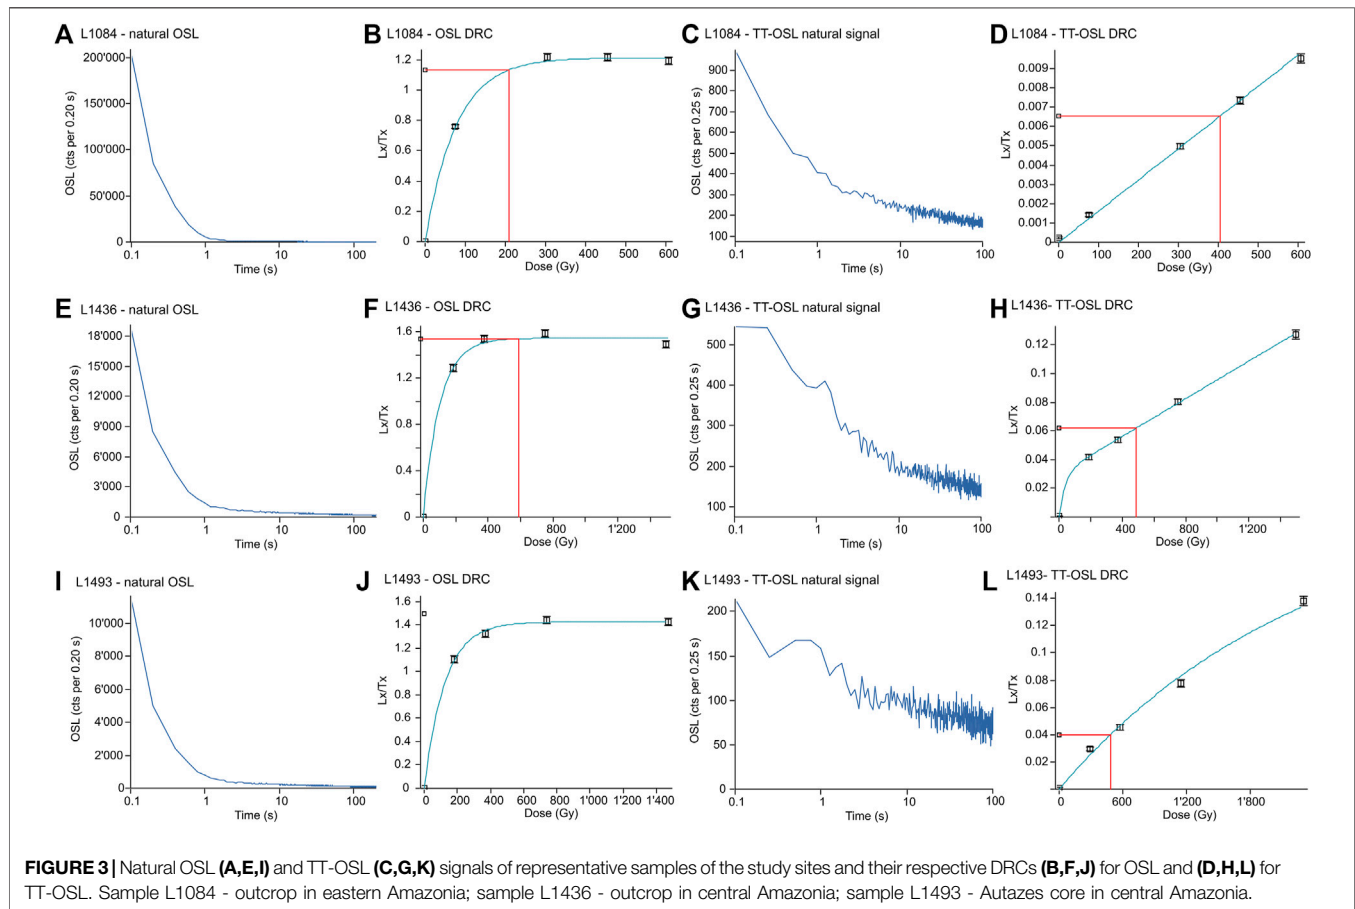 A L1084 - natural OSL
200'000
150'000
100'000
50'000
0
OSL (cts per 0.20 s)
0.1 1 10 100
Time (s)
B L1084 - OSL DRC
1.2
1
0.8
0.6
0.4
0.2
0
Lx/Tx
0 100 200 300 400 500 600
Dose (Gy)
C L1084 - TT-OSL natural signal
900
800
700
600
500
400
300
200
100
OSL (cts per 0.25 s)
0.1 1 10 100
Time (s)
D L1084 - TT-OSL DRC
0.009
0.008
0.007
0.006
0.005
0.004
0.003
0.002
0.001
0
Lx/Tx
0 100 200 300 400 500 600
Dose (Gy)
E L1436 - natural OSL
18'000
15'000
12'000
9'000
6'000
3'000
0
OSL (cts per 0.20 s)
0.1 1 10 100
Time (s)
F L1436 - OSL DRC
1.6
1.2
0.8
0.4
0
Lx/Tx
0 400 800 1'200
Dose (Gy)
G L1436 - TT-OSL natural signal
500
400
300
200
100
OSL (cts per 0.25 s)
0.1 1 10 100
Time (s)
H L1436- TT-OSL DRC
0.12
0.10
0.08
0.06
0.04
0.02
Lx/Tx
0 400 800 1'200
Dose (Gy)
I L1493 - natural OSL
10'000
8'000
6'000
4'000
2'000
0
OSL (cts per 0.20 s)
0.1 1 10 100
Time (s)
J L1493 - OSL DRC
1.6
1.4
1.2
1
0.8
0.6
0.4
0.2
0
Lx/Tx
0 200 400 600 800 1'000 1'200 1'400
Dose (Gy)
K L1493 - TT-OSL natural signal
200
150
100
50
0
OSL (cts per 0.25 s)
0.1 1 10 100
Time (s)
L L1493- TT-OSL DRC
0.14
0.12
0.10
0.08
0.06
0.04
0.02
Lx/Tx
0 600 1'200 1'800
Dose (Gy)
FIGURE 3 | Natural OSL (A,E,I) and TT-OSL (C,G,K) signals of representative samples of the study sites and their respective DRCs (B,F,J) for OSL and (D,H,L) for
TT-OSL. Sample L1084 - outcrop in eastern Amazonia; sample L1436 - outcrop in central Amazonia; sample L1493 - Autazes core in central Amazonia.